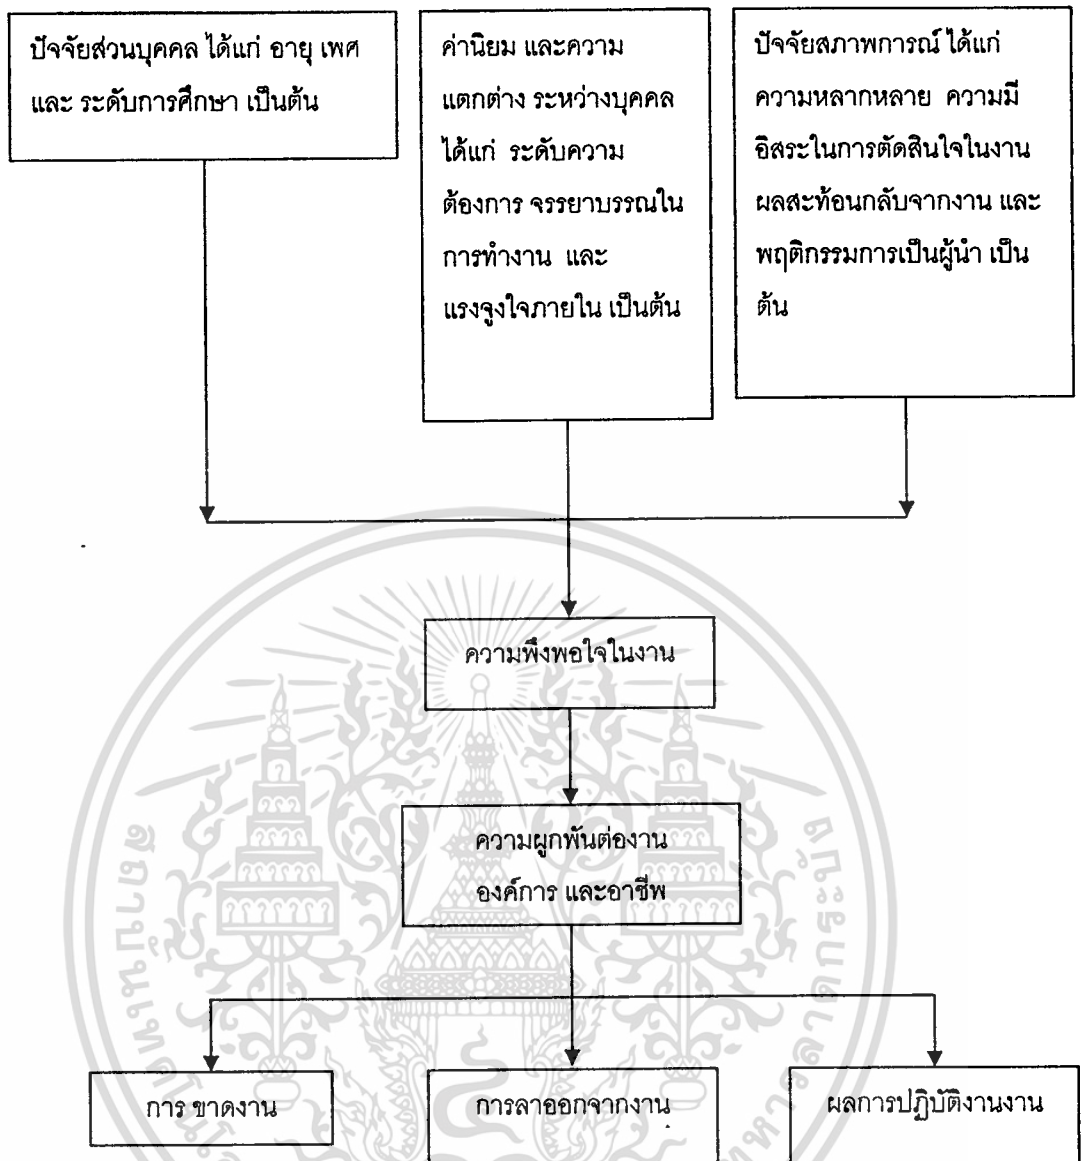 ปัจจัยส่วนบุคคล ได้แก่ อายุ เพศ
และ ระดับการศึกษา เป็นต้น
ค่านิยม และความ
แตกต่าง ระหว่างบุคคล
ได้แก่ ระดับความ
ต้องการ จรรยาบรรณใน
การทำงาน และ
แรงจูงใจภายใน เป็นต้น
ปัจจัยสภาพการณ์ ได้แก่
ความหลากหลาย ความมี
อิสระในการตัดสินใจในงาน
ผลสะท้อนกลับจากงาน และ
พฤติกรรมการเป็นผู้นำ เป็น
ต้น
ความพึงพอใจในงาน
ความผูกพันต่องาน
องค์การ และอาชีพ
การ ขาดงาน
การลาออกจากงาน
ผลการปฏิบัติงานงาน